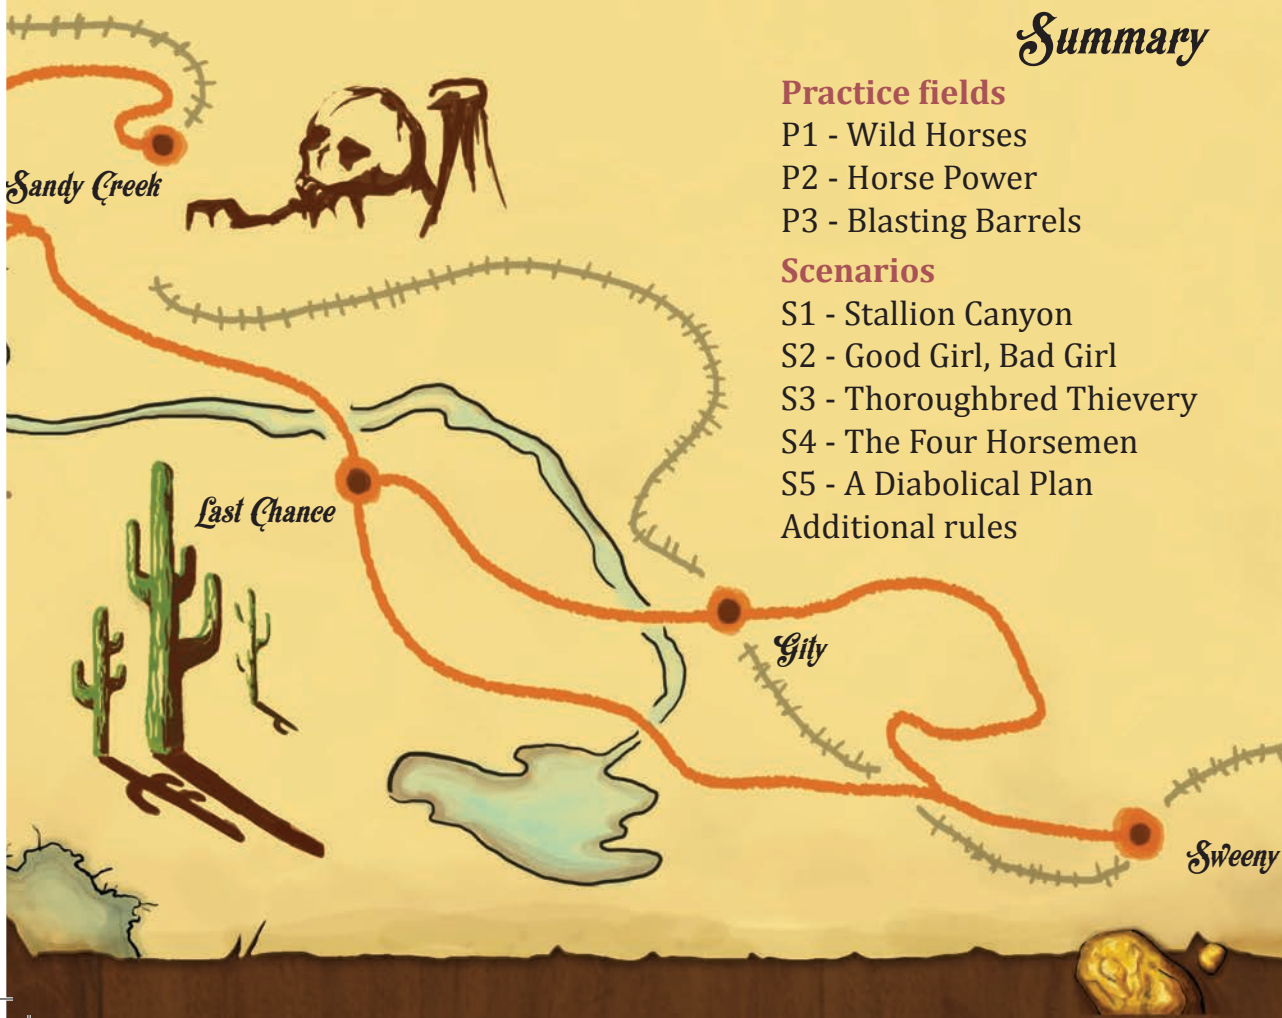 Summary
Practice fields
P1 - Wild Horses
P2 - Horse Power
P3 - Blasting Barrels
Scenarios
S1 - Stallion Canyon
S2 - Good Girl, Bad Girl
S3 - Thoroughbred Thievery
S4 - The Four Horsemen
S5 - A Diabolical Plan
Additional rules
Sandy Creek
Last Chance
City
Sweeny